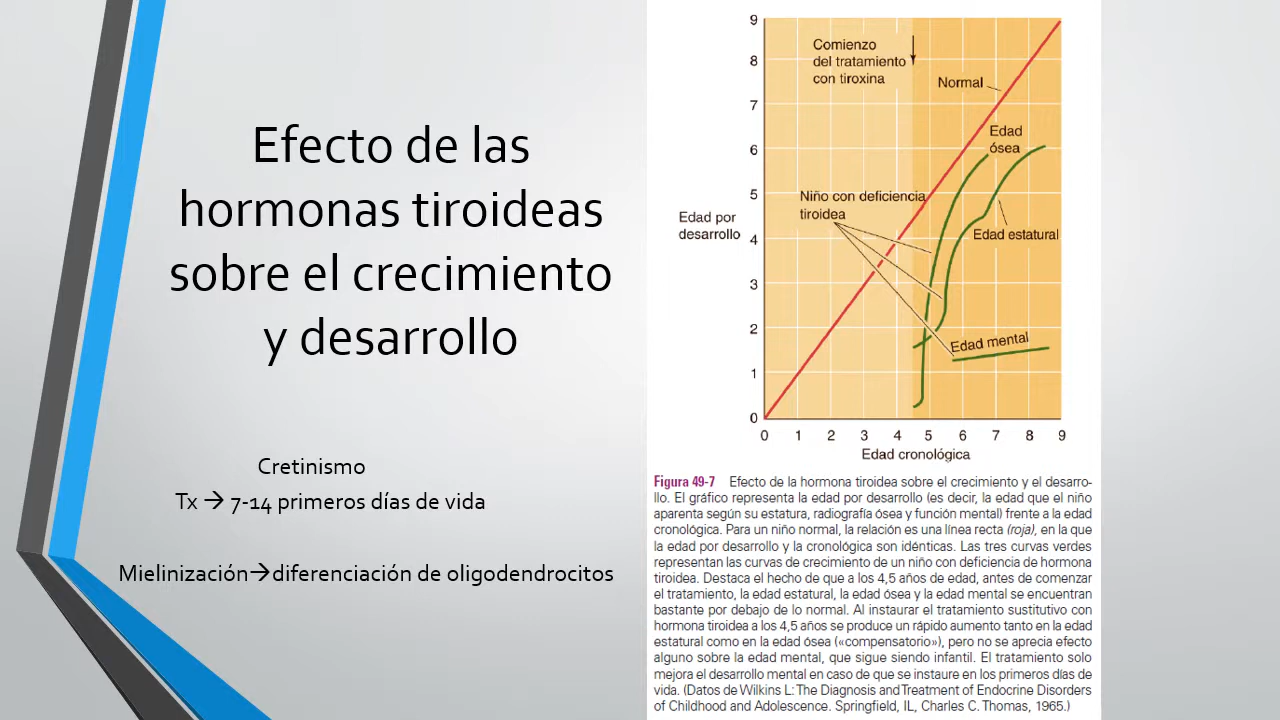 Efecto de las
hormonas tiroideas
sobre el crecimiento
y desarrollo
Cretinismo
Tx → 7-14 primeros días de vida
Mielinización→diferenciación de oligodendrocitos
9
8
7
6
5
4
3
2
1
0
Edad por
desarrollo
Comienzo
del tratamiento
con tiroxina
Normal
Edad
ósea
Niño con deficiencia
tiroidea
Edad estatural
Edad mental
0 1 2 3 4 5 6 7 8 9
Edad cronológica
Figura 49-7 Efecto de la hormona tiroidea sobre el crecimiento y el desarro-
llo. El gráfico representa la edad por desarrollo (es decir, la edad que el niño
aparenta según su estatura, radiografía ósea y función mental) frente a la edad
cronológica. Para un niño normal, la relación es una línea recta (roja), en la que
la edad por desarrollo y la cronológica son idénticas. Las tres curvas verdes
representan las curvas de crecimiento de un niño con deficiencia de hormona
tiroidea. Destaca el hecho de que a los 4,5 años de edad, antes de comenzar
el tratamiento, la edad estatural, la edad ósea y la edad mental se encuentran
bastante por debajo de lo normal. Al instaurar el tratamiento sustitutivo con
hormona tiroidea a los 4,5 años se produce un rápido aumento tanto en la edad
estatural como en la edad ósea («compensatorio»), pero no se aprecia efecto
alguno sobre la edad mental, que sigue siendo infantil. El tratamiento solo
mejora el desarrollo mental en caso de que se instaure en los primeros días de
vida. (Datos de Wilkins L: The Diagnosis and Treatment of Endocrine Disorders
of Childhood and Adolescence. Springfield, IL, Charles C. Thomas, 1965.)